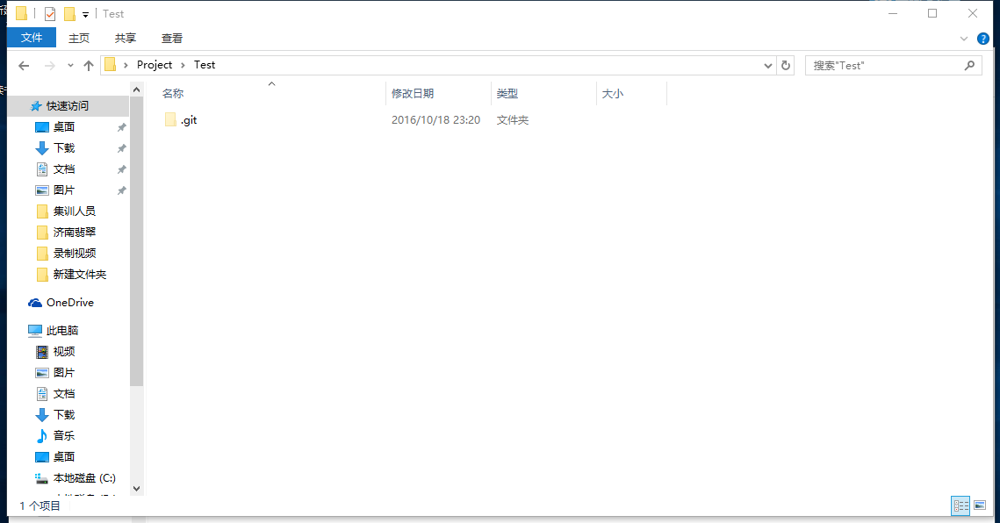 Test
文件 主页 共享 查看
Project Test 搜索"Test"
名称 修改日期 类型 大小
.git 2016/10/18 23:20 文件夹
快速访问
桌面
下载
文档
图片
集训人员
济南翡翠
录制视频
新建文件夹
OneDrive
此电脑
视频
图片
文档
下载
音乐
桌面
本地磁盘 (C:)
1 个项目